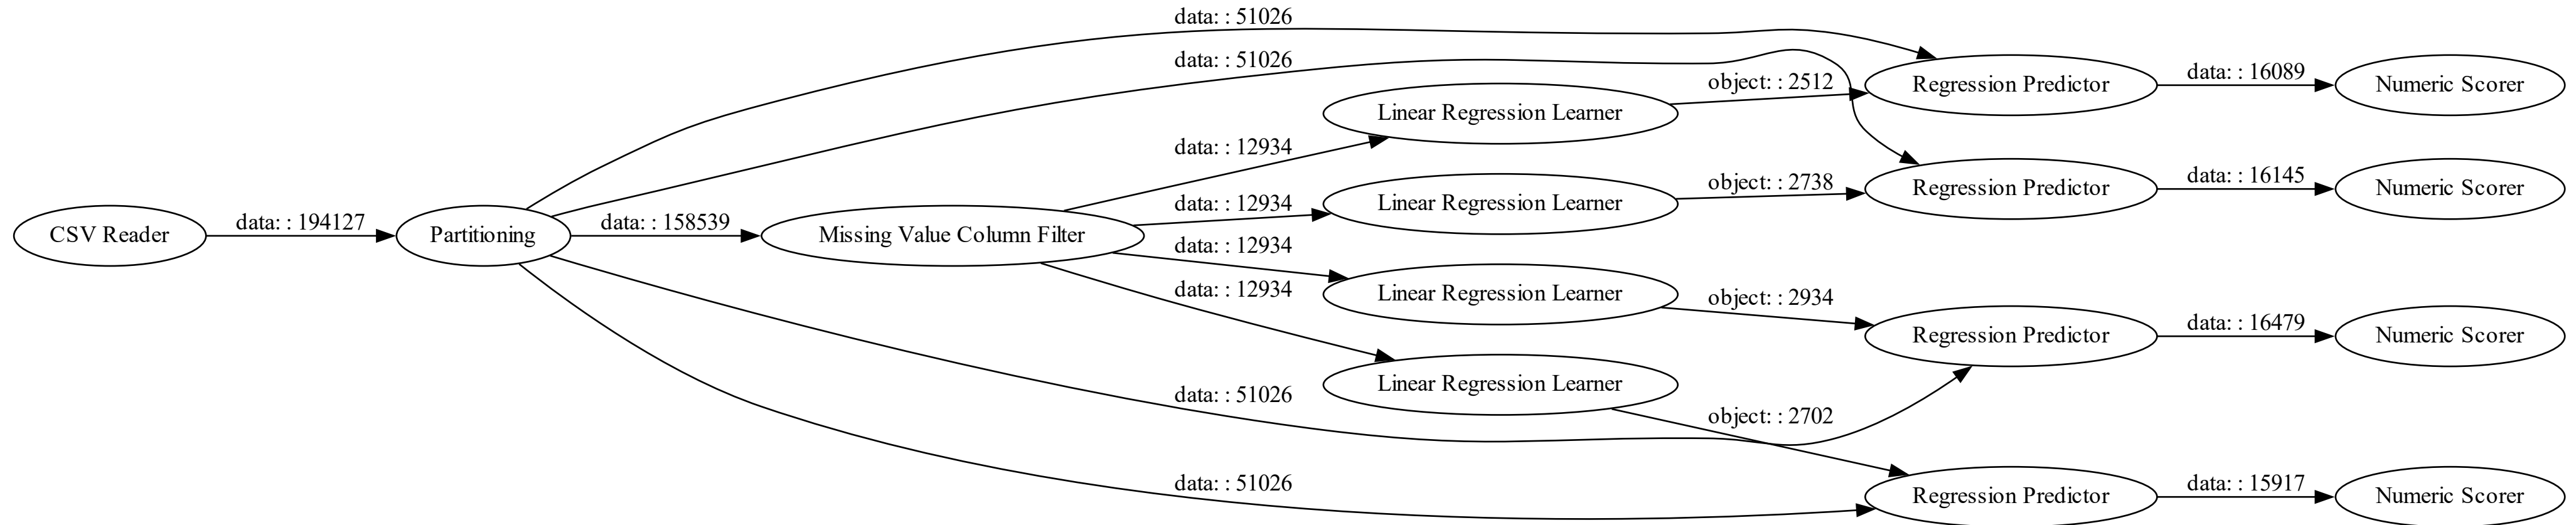 data: : 51026
data: : 51026
object: : 2512
Regression Predictor
data: : 16089
Numeric Scorer
Linear Regression Learner
data: : 12934
data: : 12934
Linear Regression Learner
object: : 2738
Regression Predictor
data: : 16145
Numeric Scorer
CSV Reader
data: : 194127
Partitioning
data: : 158539
Missing Value Column Filter
data: : 12934
data: : 12934
Linear Regression Learner
object: : 2934
Regression Predictor
data: : 16479
Numeric Scorer
Linear Regression Learner
data: : 51026
object: : 2702
data: : 51026
Regression Predictor
data: : 15917
Numeric Scorer